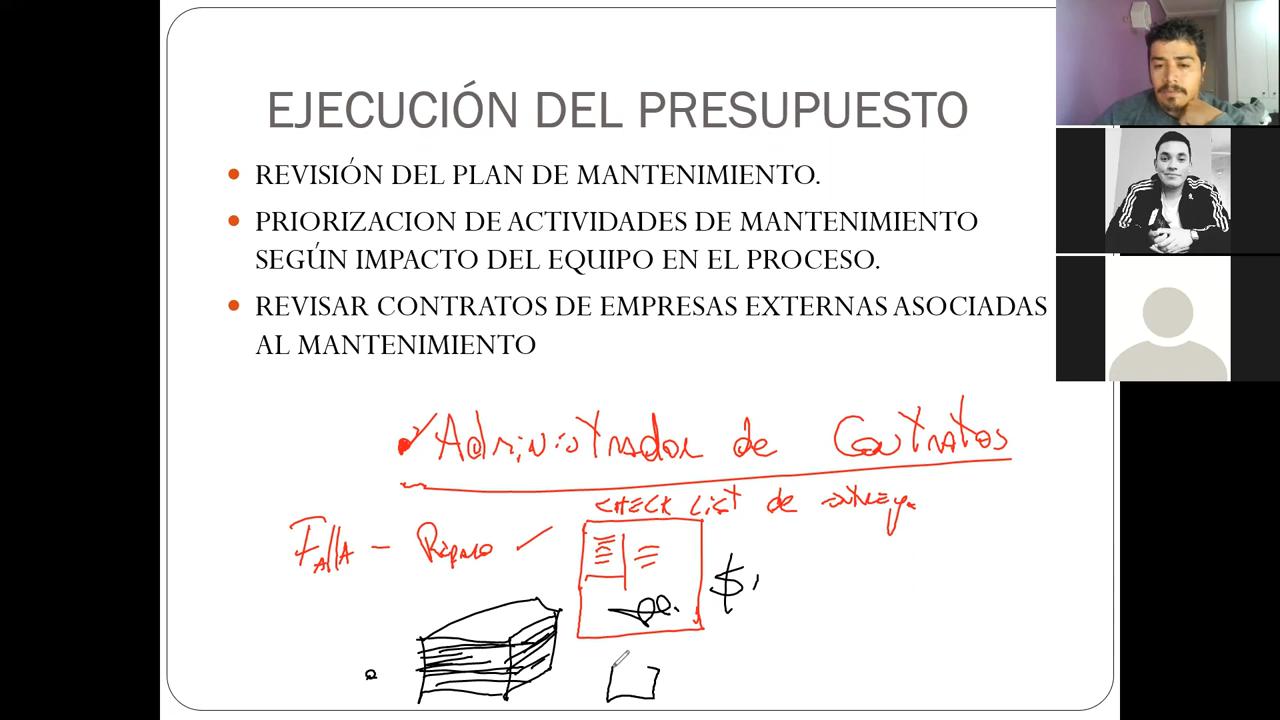 EJECUCIÓN DEL PRESUPUESTO
• REVISIÓN DEL PLAN DE MANTENIMIENTO.
• PRIORIZACION DE ACTIVIDADES DE MANTENIMIENTO
SEGÚN IMPACTO DEL EQUIPO EN EL PROCESO.
• REVISAR CONTRATOS DE EMPRESAS EXTERNAS ASOCIADAS
AL MANTENIMIENTO
✓ Administrador de Contratos
CHECK List de entrega
Falla -
$